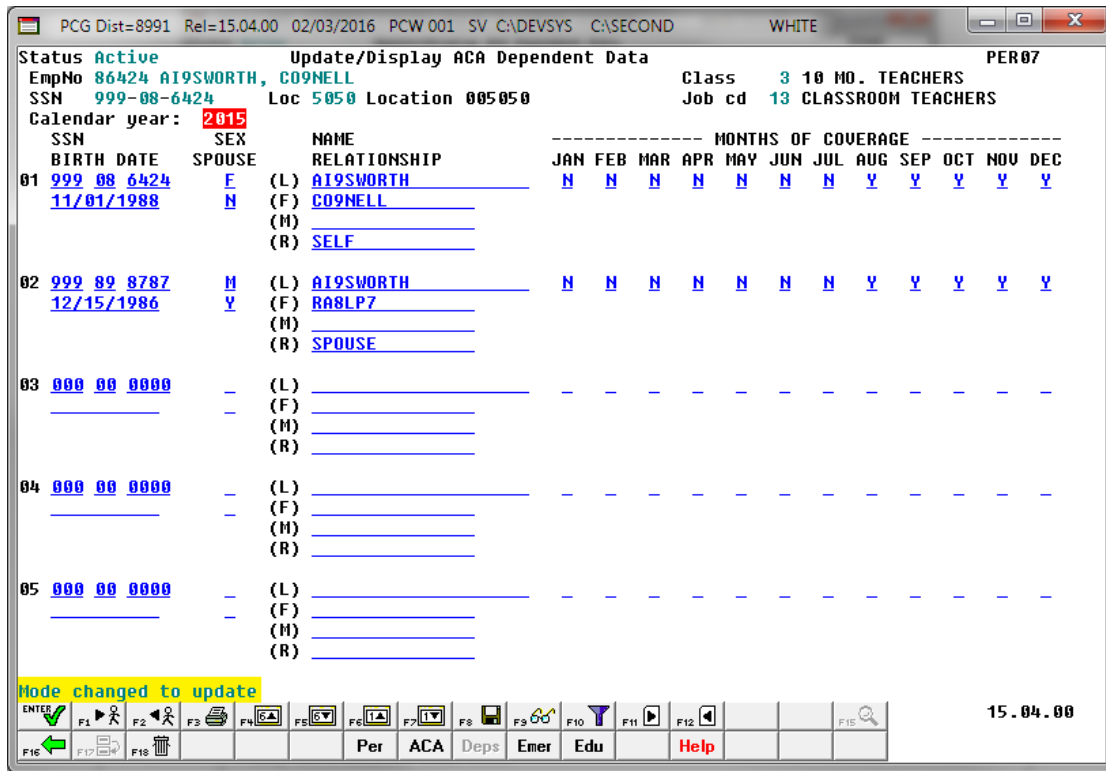 PCG Dist=8991 Rel=15.04.00 02/03/2016 PCW 001 SV C:\DEVSYS C:\SECOND WHITE
Status Active Update/Display ACA Dependent Data PER07
EmpNo 86424 AI9SWORTH, CO9NELL Class 3 10 MO. TEACHERS
SSN 999-08-6424 Loc 5050 Location 005050 Job cd 13 CLASSROOM TEACHERS
Calendar year: 2015
SSN SEX NAME -------------- MONTHS OF COVERAGE -------------
BIRTH DATE SPOUSE RELATIONSHIP JAN FEB MAR APR MAY JUN JUL AUG SEP OCT NOV DEC
01 999 08 6424 F (L) AI9SWORTH N N N N N N N Y Y Y Y Y
11/01/1988 N (F) CO9NELL
(M)
(R) SELF
02 999 89 8787 M (L) AI9SWORTH N N N N N N N Y Y Y Y Y
12/15/1986 Y (F) RA8LP7
(M)
(R) SPOUSE
03 000 00 0000 _ (L) _ _ _ _ _ _ _ _ _ _ _ _
_ (F)
(M)
(R)
04 000 00 0000 _ (L) _ _ _ _ _ _ _ _ _ _ _ _
_ (F)
(M)
(R)
05 000 00 0000 _ (L) _ _ _ _ _ _ _ _ _ _ _ _
_ (F)
(M)
(R)
Mode changed to update
ENTER F1 F2 F3 F4 6 F5 6 F6 1 F7 1 F8 F9 F10 F11 F12 F15 15.04.00
F16 F17 F18 Per ACA Deps Emer Edu Help